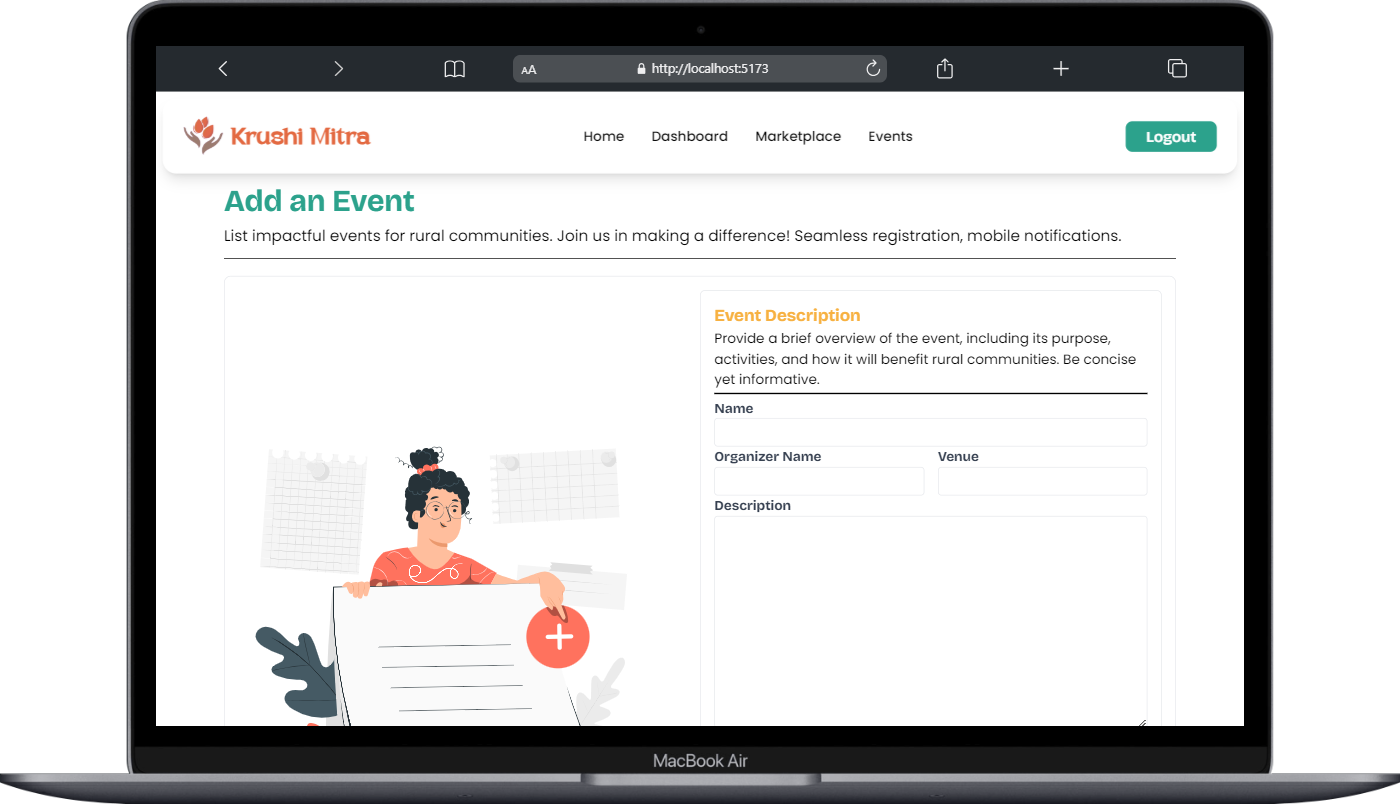 AA http://localhost:5173
Krushi Mitra Home Dashboard Marketplace Events Logout
Add an Event
List impactful events for rural communities. Join us in making a difference! Seamless registration, mobile notifications.
Event Description
Provide a brief overview of the event, including its purpose,
activities, and how it will benefit rural communities. Be concise
yet informative.
Name
Organizer Name Venue
Description
MacBook Air